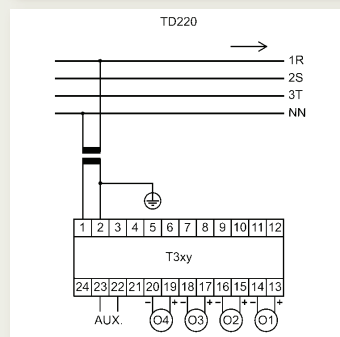 TD220
1R
2S
3T
NN
1 2 3 4 5 6 7 8 9 10 11 12
T3xy
24 23 22 21 20 19 18 17 16 15 14 13
− + − + − + − +
AUX. O4 O3 O2 O1